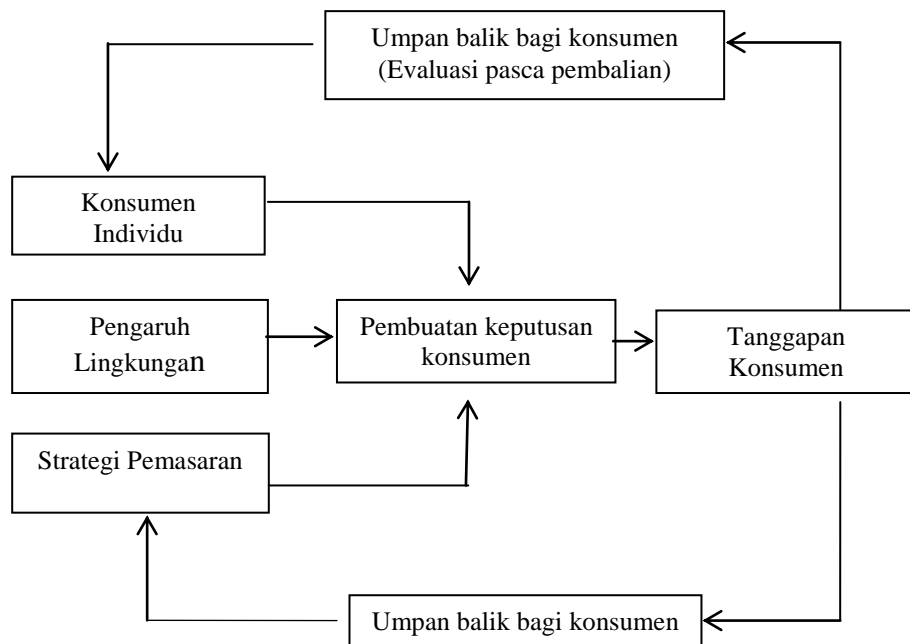 Umpan balik bagi konsumen
(Evaluasi pasca pembalian)
Konsumen
Individu
Pengaruh
Lingkungan
Pembuatan keputusan
konsumen
Tanggapan
Konsumen
Strategi Pemasaran
Umpan balik bagi konsumen